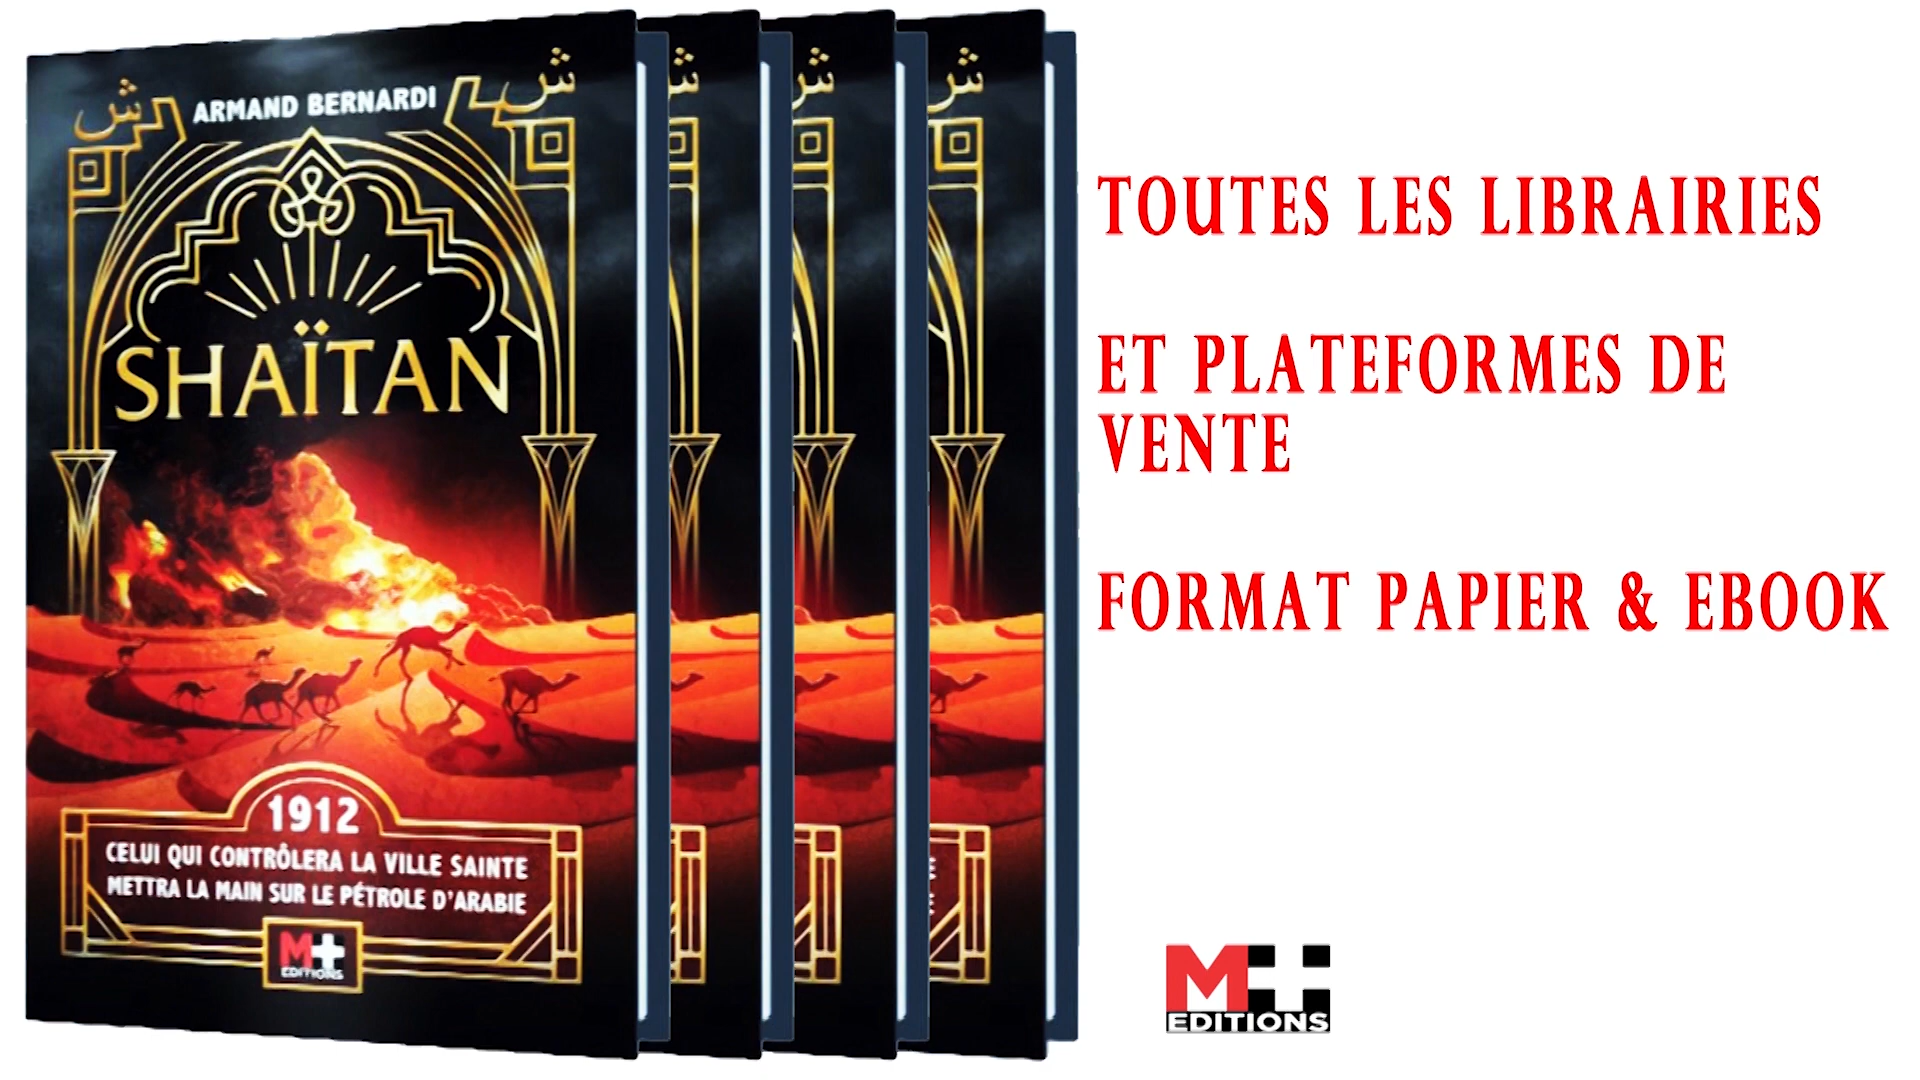 ش
ARMAND BERNARDI
ش
ش
ش
ش
SHAÏTAN
1912
CELUI QUI CONTRÔLERA LA VILLE SAINTE
METTRA LA MAIN SUR LE PÉTROLE D'ARABIE
M+
EDITIONS
TOUTES LES LIBRAIRIES
ET PLATEFORMES DE
VENTE
FORMAT PAPIER & EBOOK
M+
EDITIONS